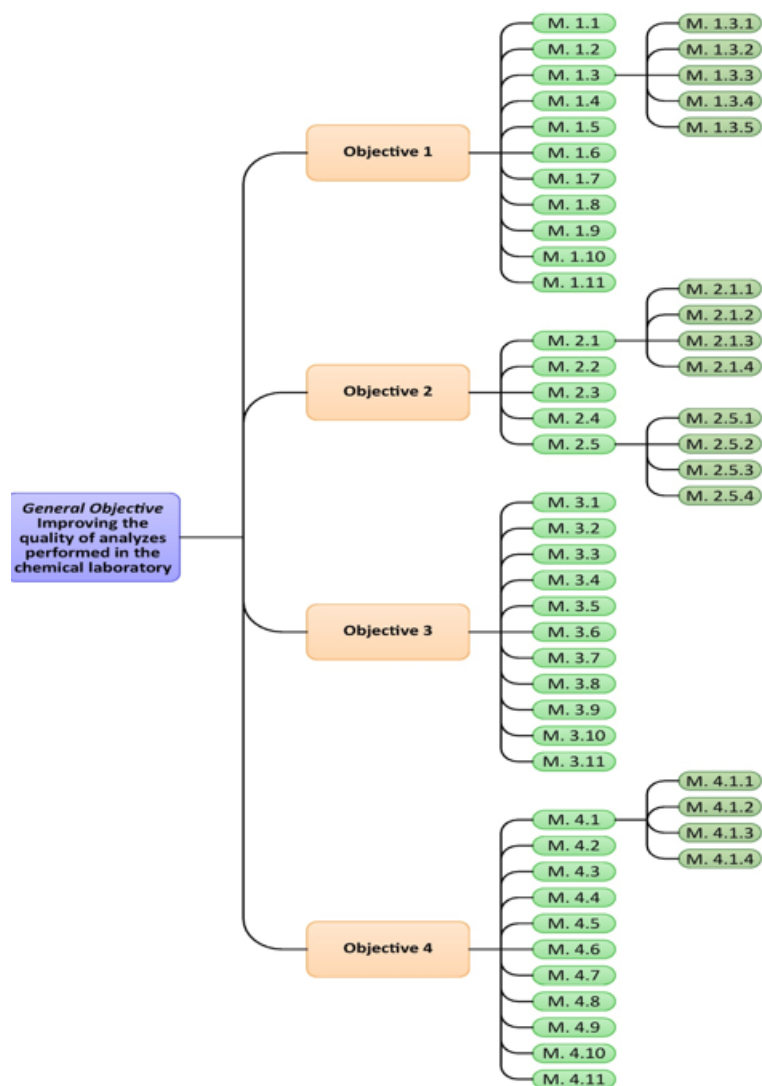 General Objective
Improving the
quality of analyzes
performed in the
chemical laboratory
Objective 1
M. 1.1
M. 1.2
M. 1.3
M. 1.4
M. 1.5
M. 1.6
M. 1.7
M. 1.8
M. 1.9
M. 1.10
M. 1.11
M. 1.3.1
M. 1.3.2
M. 1.3.3
M. 1.3.4
M. 1.3.5
Objective 2
M. 2.1
M. 2.2
M. 2.3
M. 2.4
M. 2.5
M. 2.1.1
M. 2.1.2
M. 2.1.3
M. 2.1.4
M. 2.5.1
M. 2.5.2
M. 2.5.3
M. 2.5.4
Objective 3
M. 3.1
M. 3.2
M. 3.3
M. 3.4
M. 3.5
M. 3.6
M. 3.7
M. 3.8
M. 3.9
M. 3.10
M. 3.11
Objective 4
M. 4.1
M. 4.2
M. 4.3
M. 4.4
M. 4.5
M. 4.6
M. 4.7
M. 4.8
M. 4.9
M. 4.10
M. 4.11
M. 4.1.1
M. 4.1.2
M. 4.1.3
M. 4.1.4